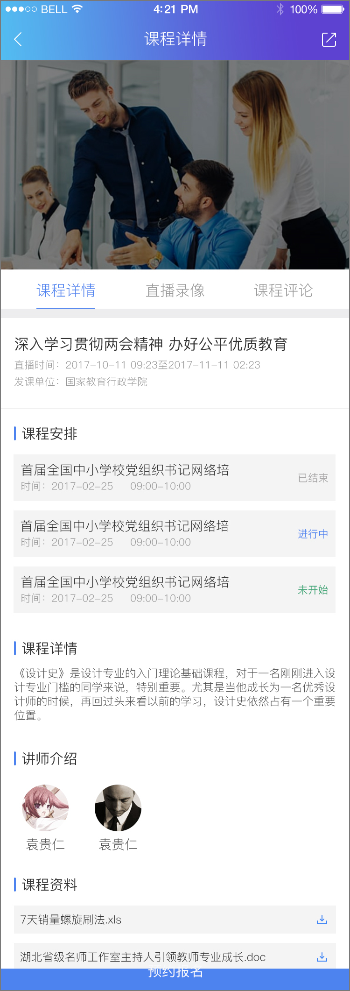 BELL 4:21 PM 100%
课程详情
课程详情 直播录像 课程评论
深入学习贯彻两会精神 办好公平优质教育
直播时间：2017-10-11 09:23至2017-11-11 02:23
发课单位：国家教育行政学院
课程安排
首届全国中小学校党组织书记网络培
时间：2017-02-25 09:00-10:00
已结束
首届全国中小学校党组织书记网络培
时间：2017-02-25 09:00-10:00
进行中
首届全国中小学校党组织书记网络培
时间：2017-02-25 09:00-10:00
未开始
课程详情
《设计史》是设计专业的入门理论基础课程，对于一名刚刚进入设
计专业门槛的同学来说，特别重要。尤其是当他成长为一名优秀设
计师的时候，再回过头来看以前的学习，设计史依然占有一个重要
位置。
讲师介绍
袁贵仁 袁贵仁
课程资料
7天销量螺旋刷法.xls
湖北省级名师工作室主持人引领教师专业成长.doc
预约报名